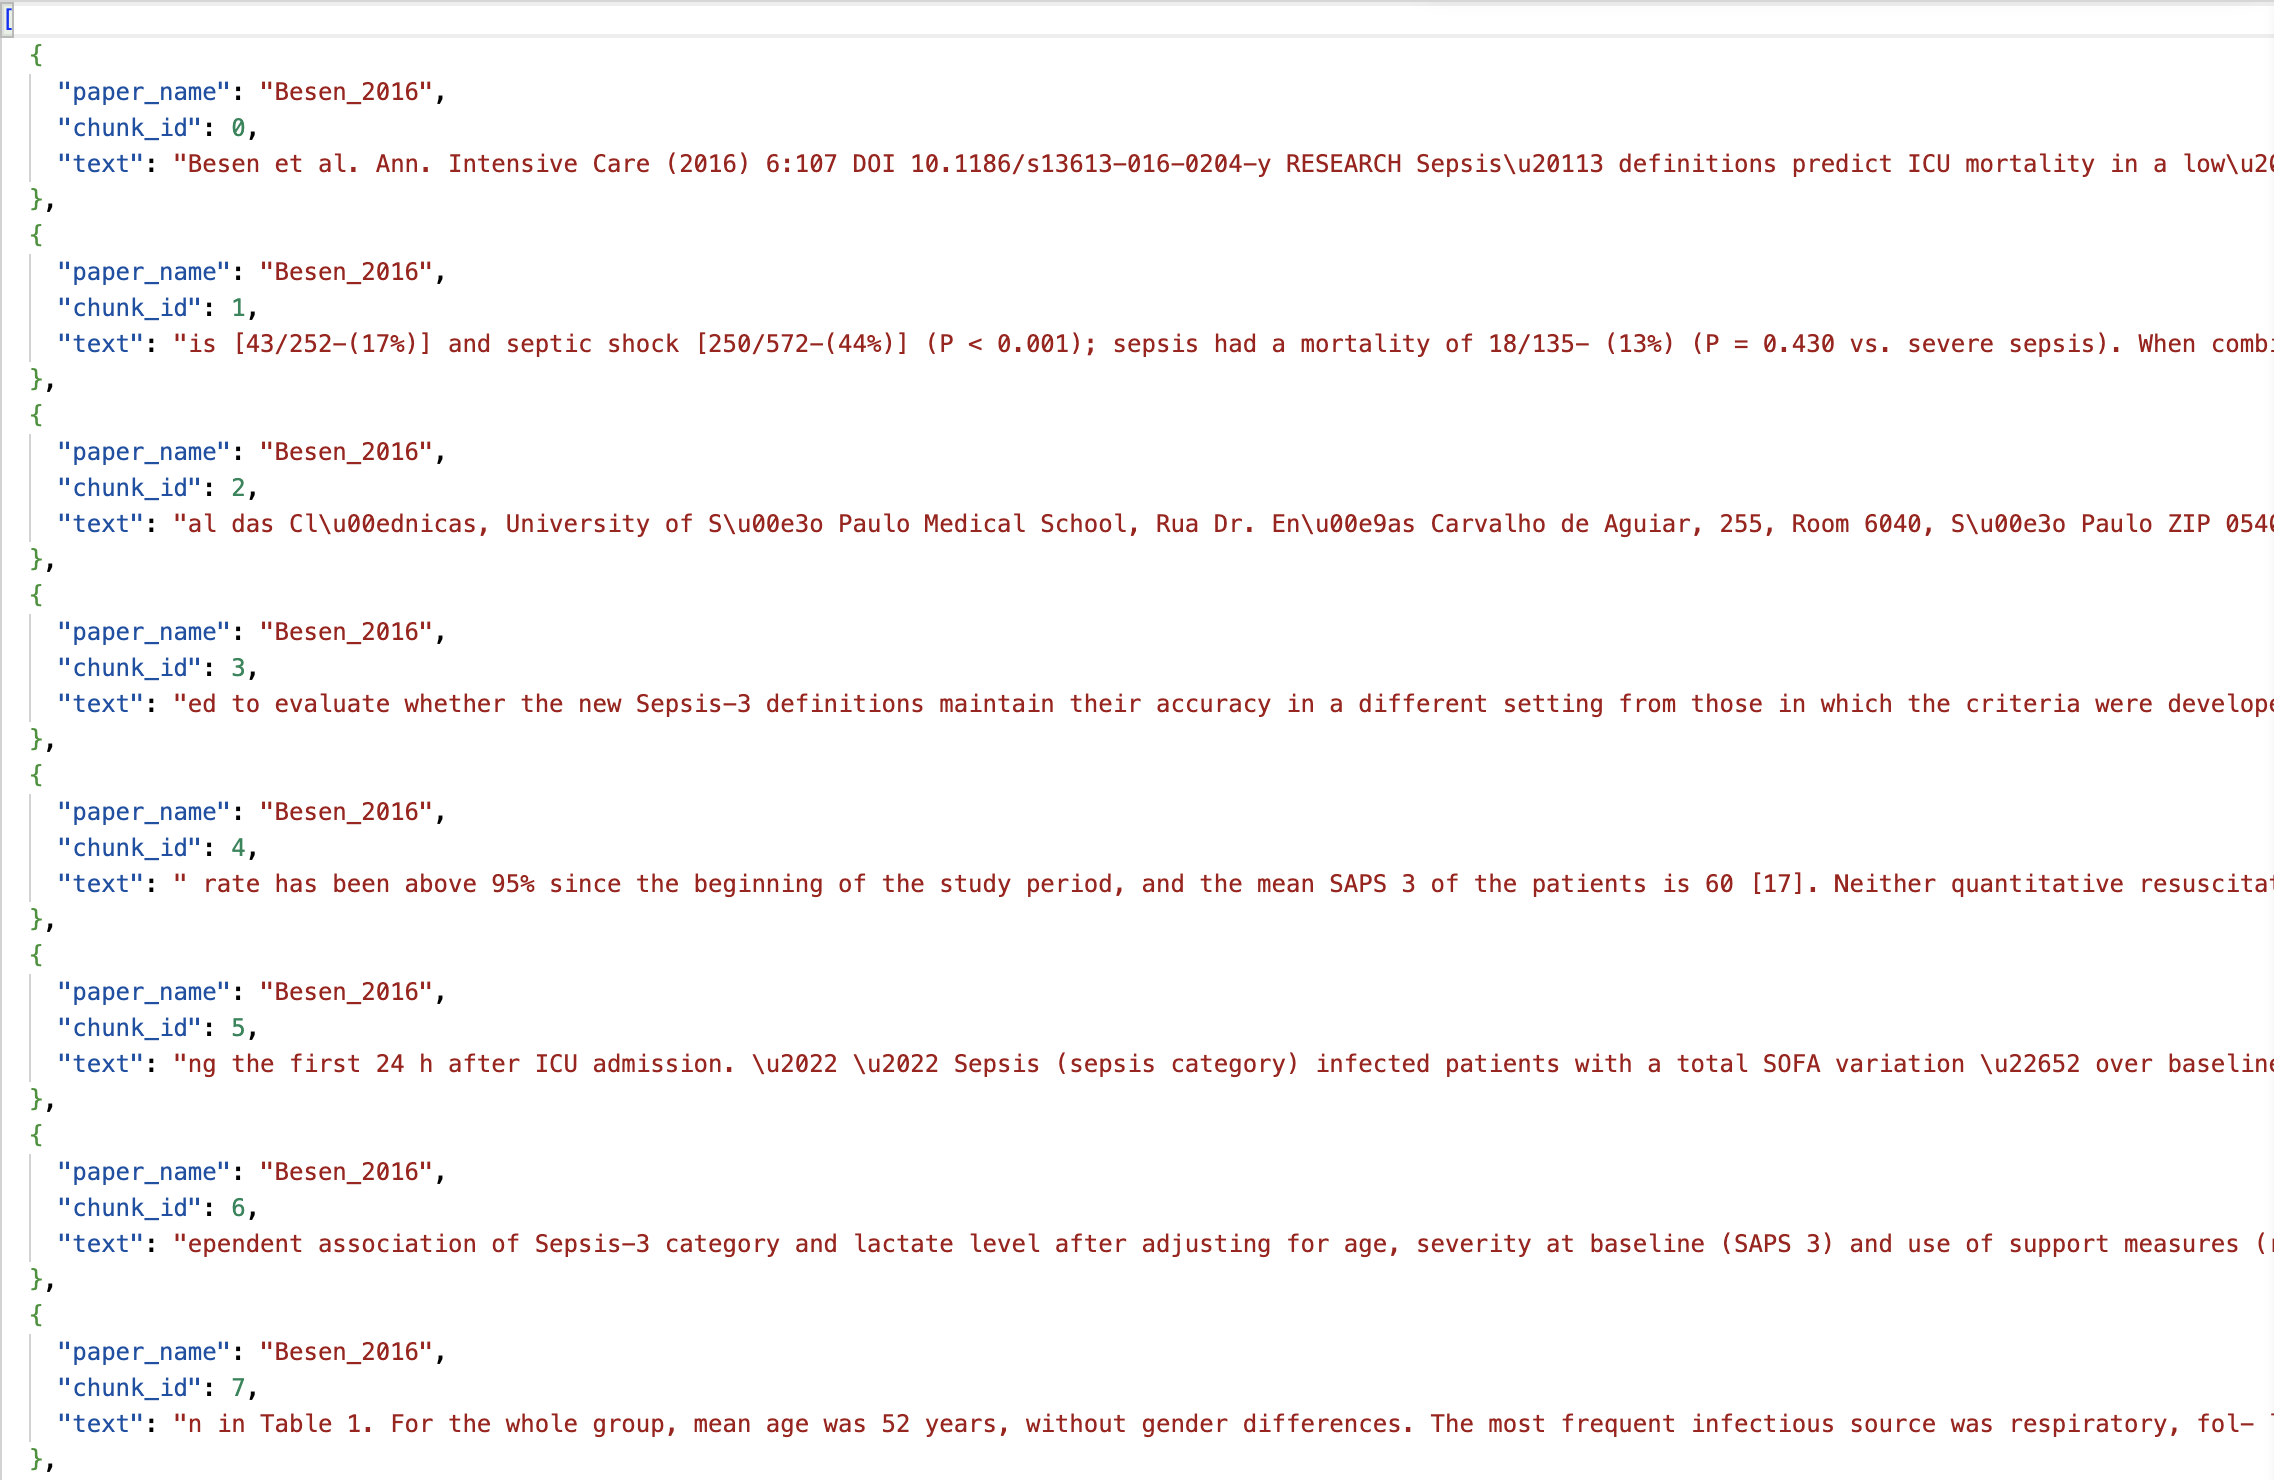 [
{
"paper_name": "Besen_2016",
"chunk_id": 0,
"text": "Besen et al. Ann. Intensive Care (2016) 6:107 DOI 10.1186/s13613-016-0204-y RESEARCH Sepsis\u20113 definitions predict ICU mortality in a low\u20
},
{
"paper_name": "Besen_2016",
"chunk_id": 1,
"text": "is [43/252-(17%)] and septic shock [250/572-(44%)] (P < 0.001); sepsis had a mortality of 18/135- (13%) (P = 0.430 vs. severe sepsis). When combi
},
{
"paper_name": "Besen_2016",
"chunk_id": 2,
"text": "al das Cl\u00ednicas, University of S\u00e3o Paulo Medical School, Rua Dr. En\u00e9as Carvalho de Aguiar, 255, Room 6040, S\u00e3o Paulo ZIP 0540
},
{
"paper_name": "Besen_2016",
"chunk_id": 3,
"text": "ed to evaluate whether the new Sepsis-3 definitions maintain their accuracy in a different setting from those in which the criteria were develope
},
{
"paper_name": "Besen_2016",
"chunk_id": 4,
"text": " rate has been above 95% since the beginning of the study period, and the mean SAPS 3 of the patients is 60 [17]. Neither quantitative resuscitat
},
{
"paper_name": "Besen_2016",
"chunk_id": 5,
"text": "ng the first 24 h after ICU admission. \u2022 \u2022 Sepsis (sepsis category) infected patients with a total SOFA variation \u22652 over baseline
},
{
"paper_name": "Besen_2016",
"chunk_id": 6,
"text": "ependent association of Sepsis-3 category and lactate level after adjusting for age, severity at baseline (SAPS 3) and use of support measures (r
},
{
"paper_name": "Besen_2016",
"chunk_id": 7,
"text": "n in Table 1. For the whole group, mean age was 52 years, without gender differences. The most frequent infectious source was respiratory, fol-
},